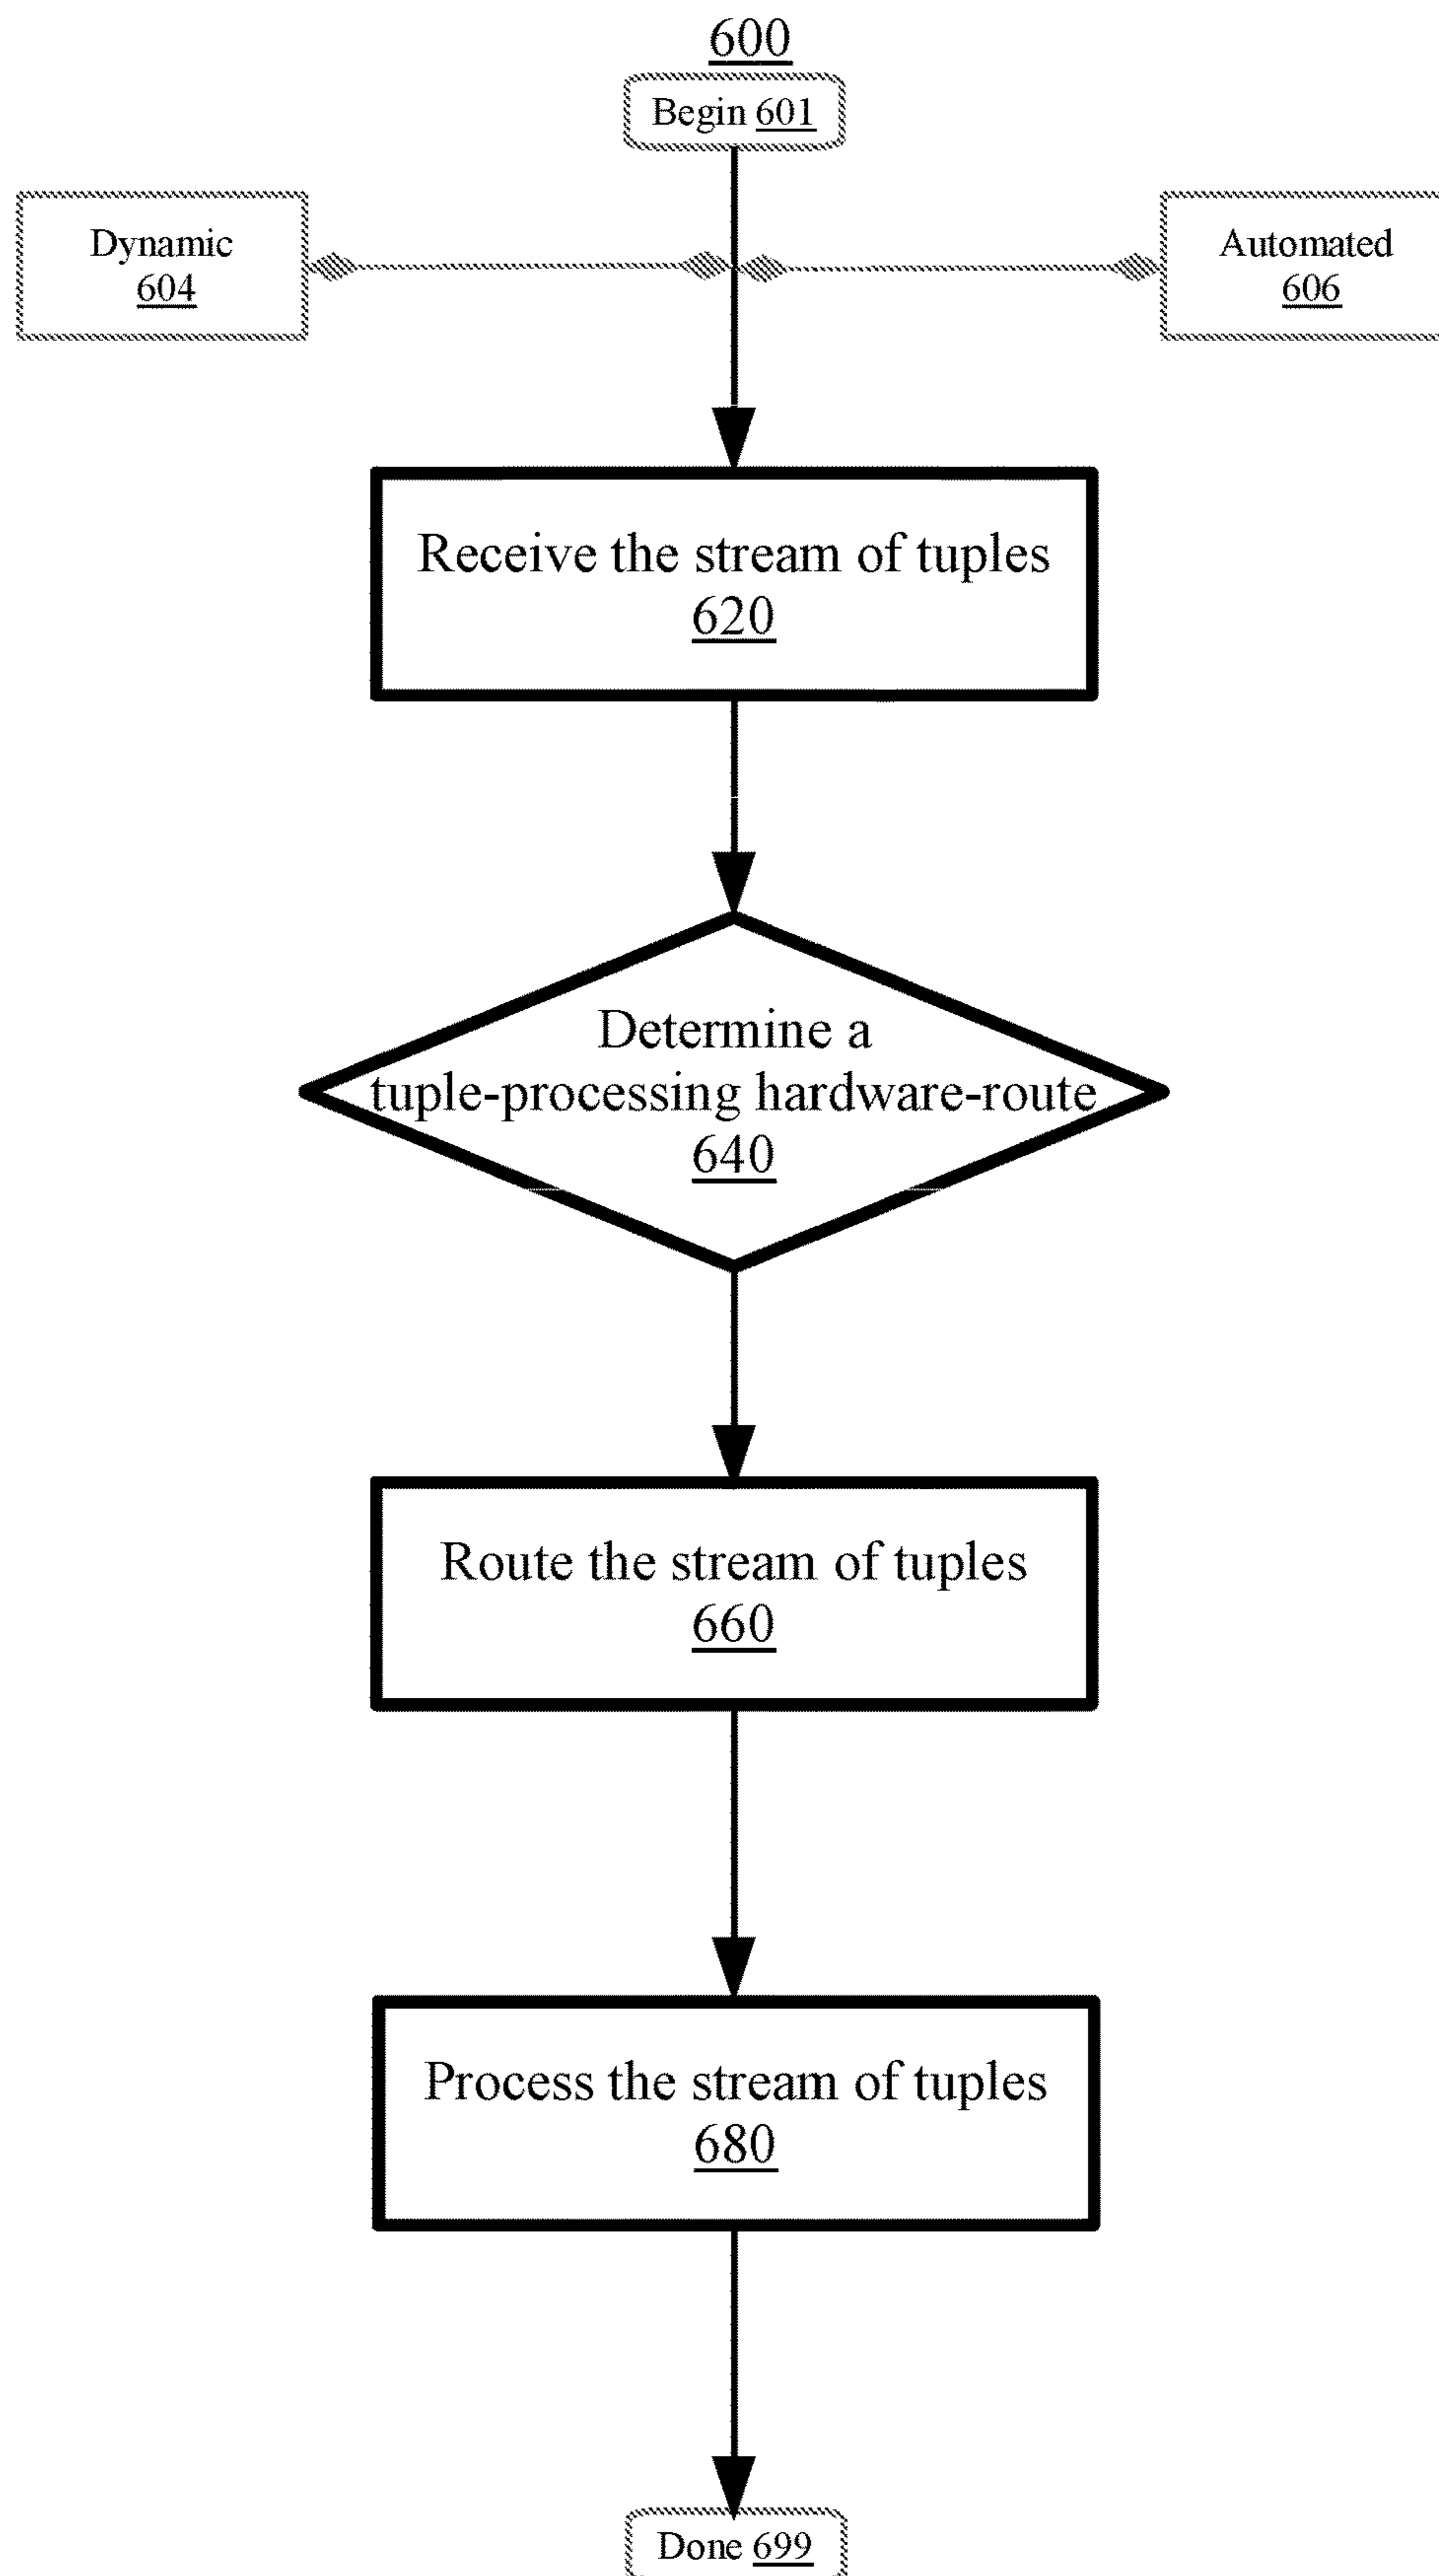 600
Begin 601
Dynamic
604
Automated
606
Receive the stream of tuples
620
Determine a
tuple-processing hardware-route
640
Route the stream of tuples
660
Process the stream of tuples
680
Done 699